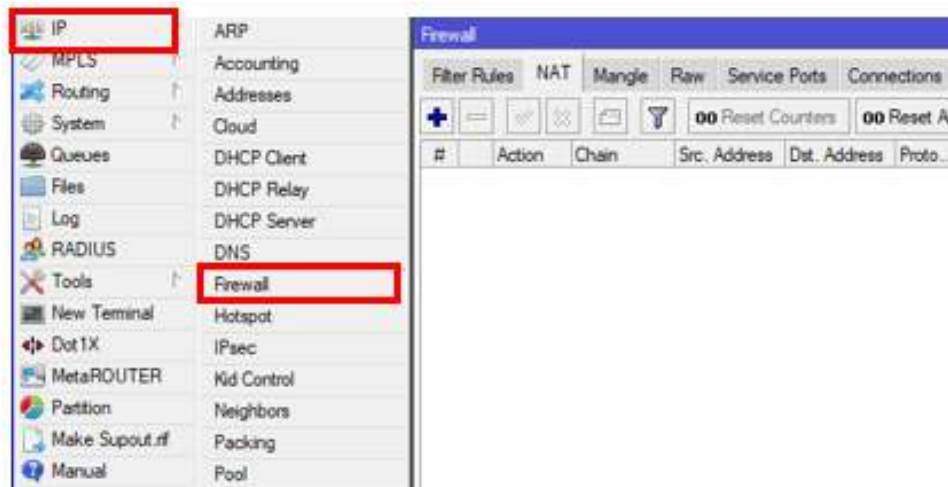 IP
MPLS
Routing
System
Queues
Files
Log
RADIUS
Tools
New Terminal
Dot1X
MetaROUTER
Partition
Make Supout.rif
Manual
ARP
Accounting
Addresses
Cloud
DHCP Client
DHCP Relay
DHCP Server
DNS
Firewall
Hotspot
IPsec
Kid Control
Neighbors
Packing
Pool
Firewall
Filter Rules NAT Mangle Raw Service Ports Connections
00 Reset Counters 00 Reset A
# Action Chain Src. Address Dst. Address Proto...